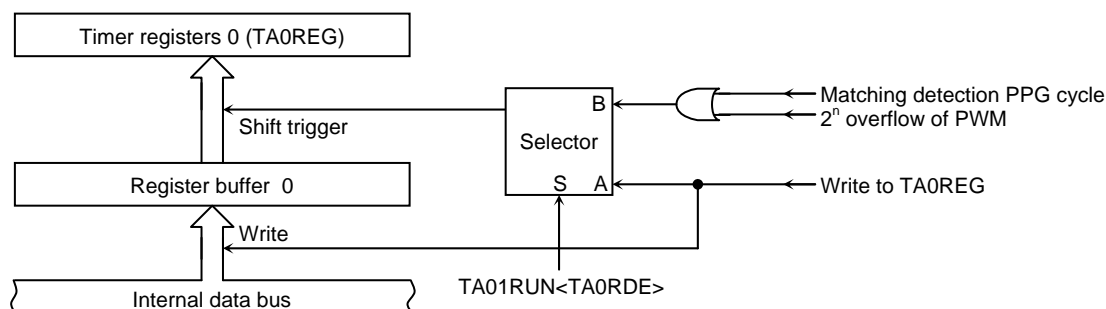 Timer registers 0 (TA0REG)
Shift trigger
B
Matching detection PPG cycle
2ⁿ overflow of PWM
Selector
Register buffer 0
S
A
Write to TA0REG
Write
TA01RUN<TA0RDE>
Internal data bus